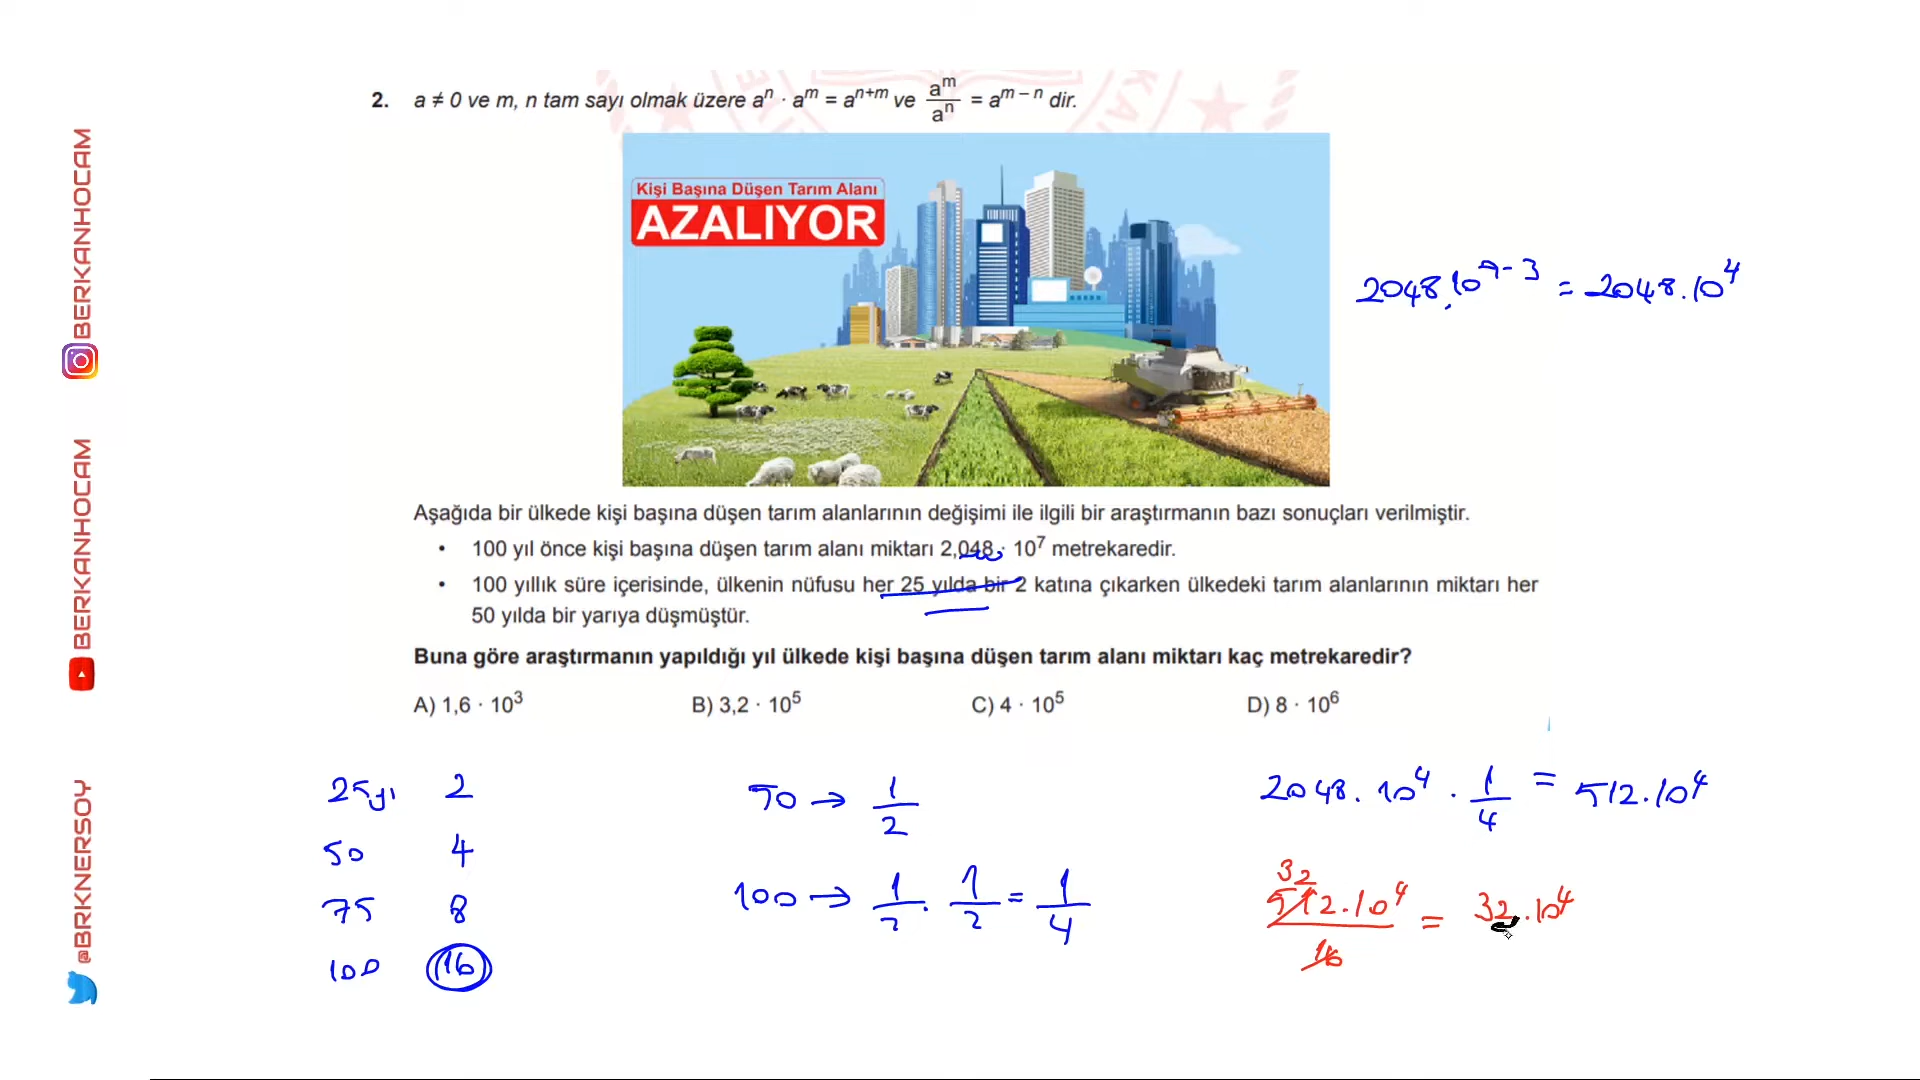 2. a ≠ 0 ve m, n tam sayı olmak üzere aⁿ · aᵐ = aⁿ⁺ᵐ ve aᵐ/aⁿ = aᵐ⁻ⁿ dir.
Kişi Başına Düşen Tarım Alanı
AZALIYOR
2048.10⁷⁻³ = 2048.10⁴
Aşağıda bir ülkede kişi başına düşen tarım alanlarının değişimi ile ilgili bir araştırmanın bazı sonuçları verilmiştir.
• 100 yıl önce kişi başına düşen tarım alanı miktarı 2,048 · 10⁷ metrekaredir.
• 100 yıllık süre içerisinde, ülkenin nüfusu her 25 yılda bir 2 katına çıkarken ülkedeki tarım alanlarının miktarı her
50 yılda bir yarıya düşmüştür.
Buna göre araştırmanın yapıldığı yıl ülkede kişi başına düşen tarım alanı miktarı kaç metrekaredir?
A) 1,6 · 10³ B) 3,2 · 10⁵ C) 4 · 10⁵ D) 8 · 10⁶
25yı 2
50 4
75 8
100 16
50 → 1/2
100 → 1/2 . 1/2 = 1/4
2048. 10⁴ . 1/4 = 512.10⁴
32
512.10⁴/16 = 32.10⁴
BERKANHOCAM
BERKANHOCAM
@BRKNERSOY